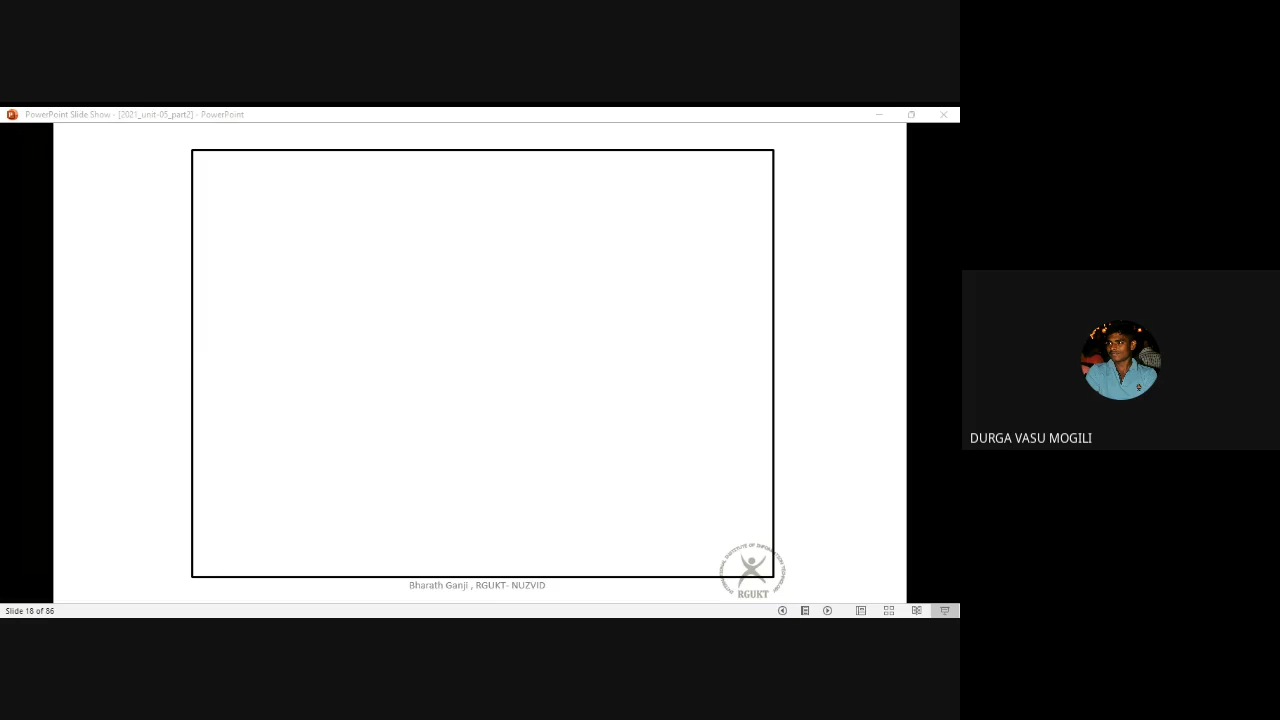 PowerPoint Slide Show - [2021_unit-05_part2] - PowerPoint
DURGA VASU MOGILI
RGUKT
Bharath Ganji , RGUKT- NUZVID
Slide 18 of 86